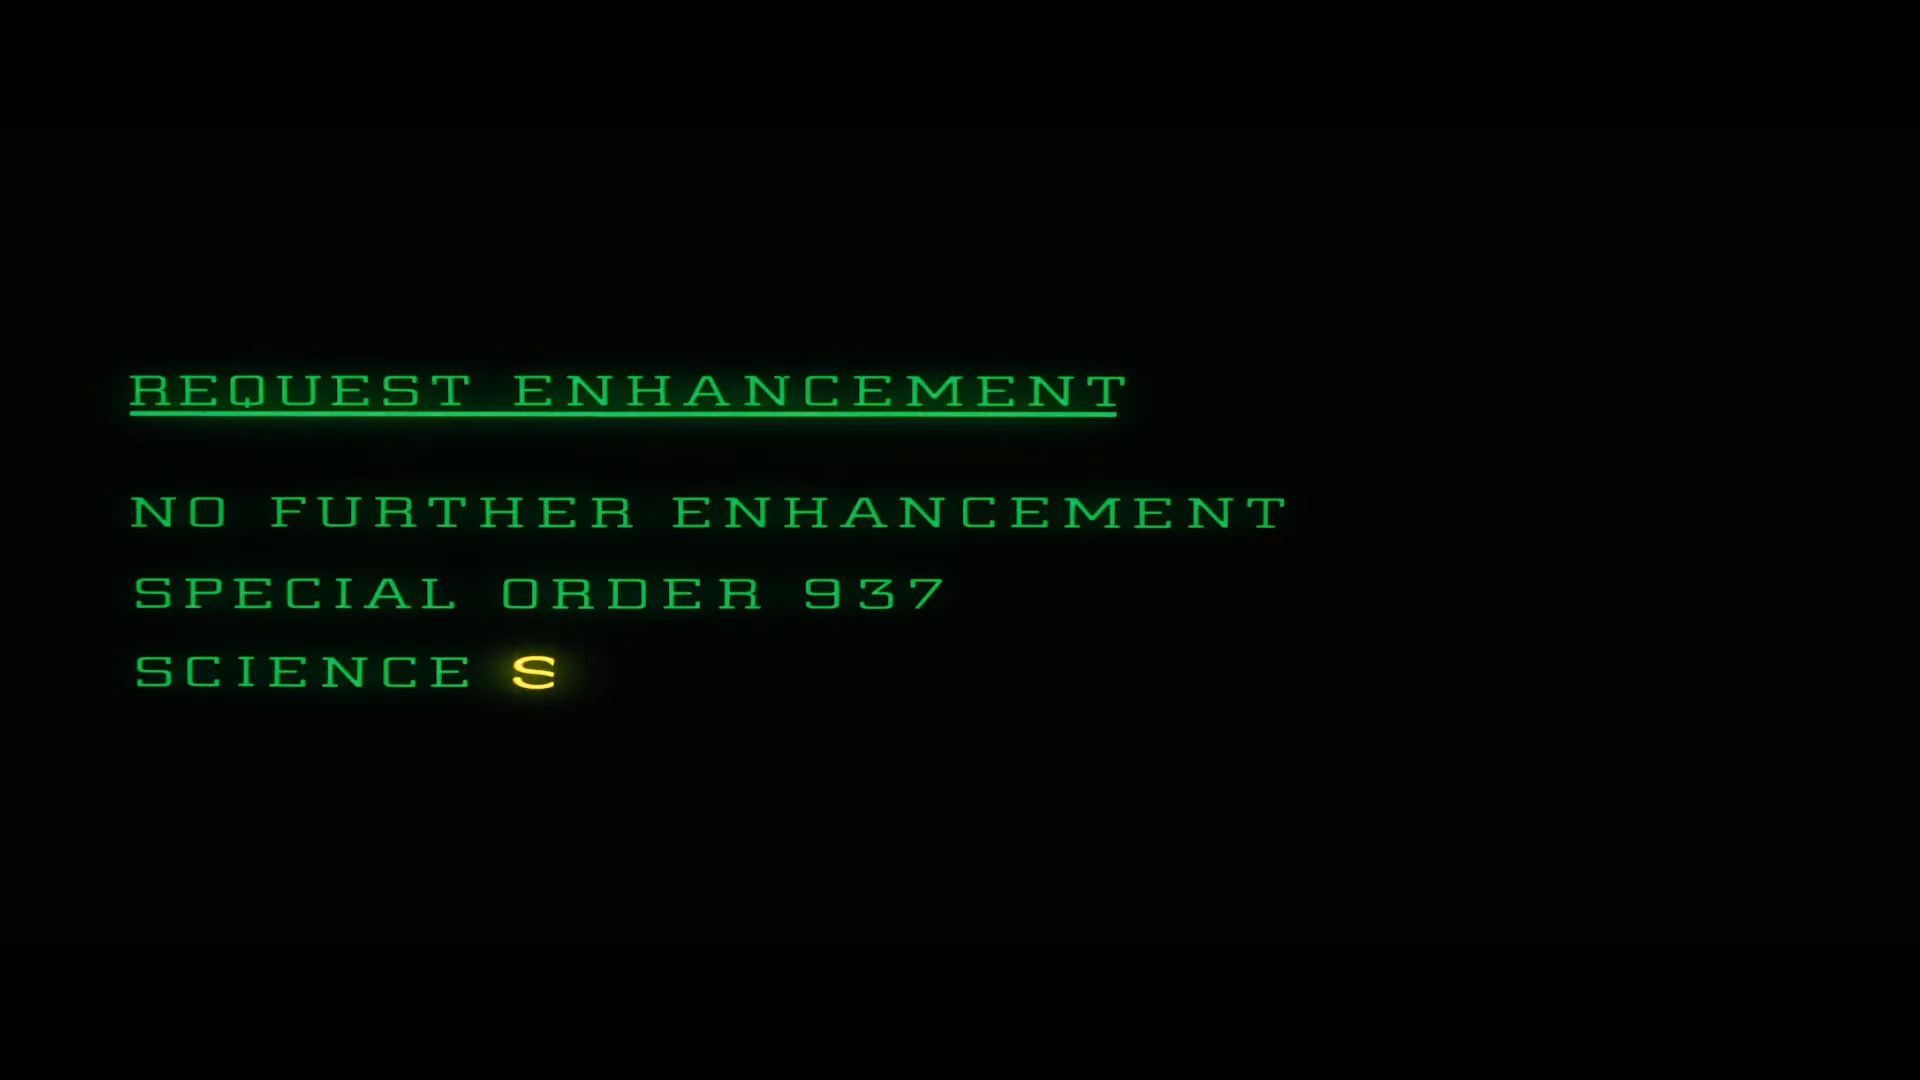 REQUEST ENHANCEMENT
NO FURTHER ENHANCEMENT
SPECIAL ORDER 937
SCIENCE S